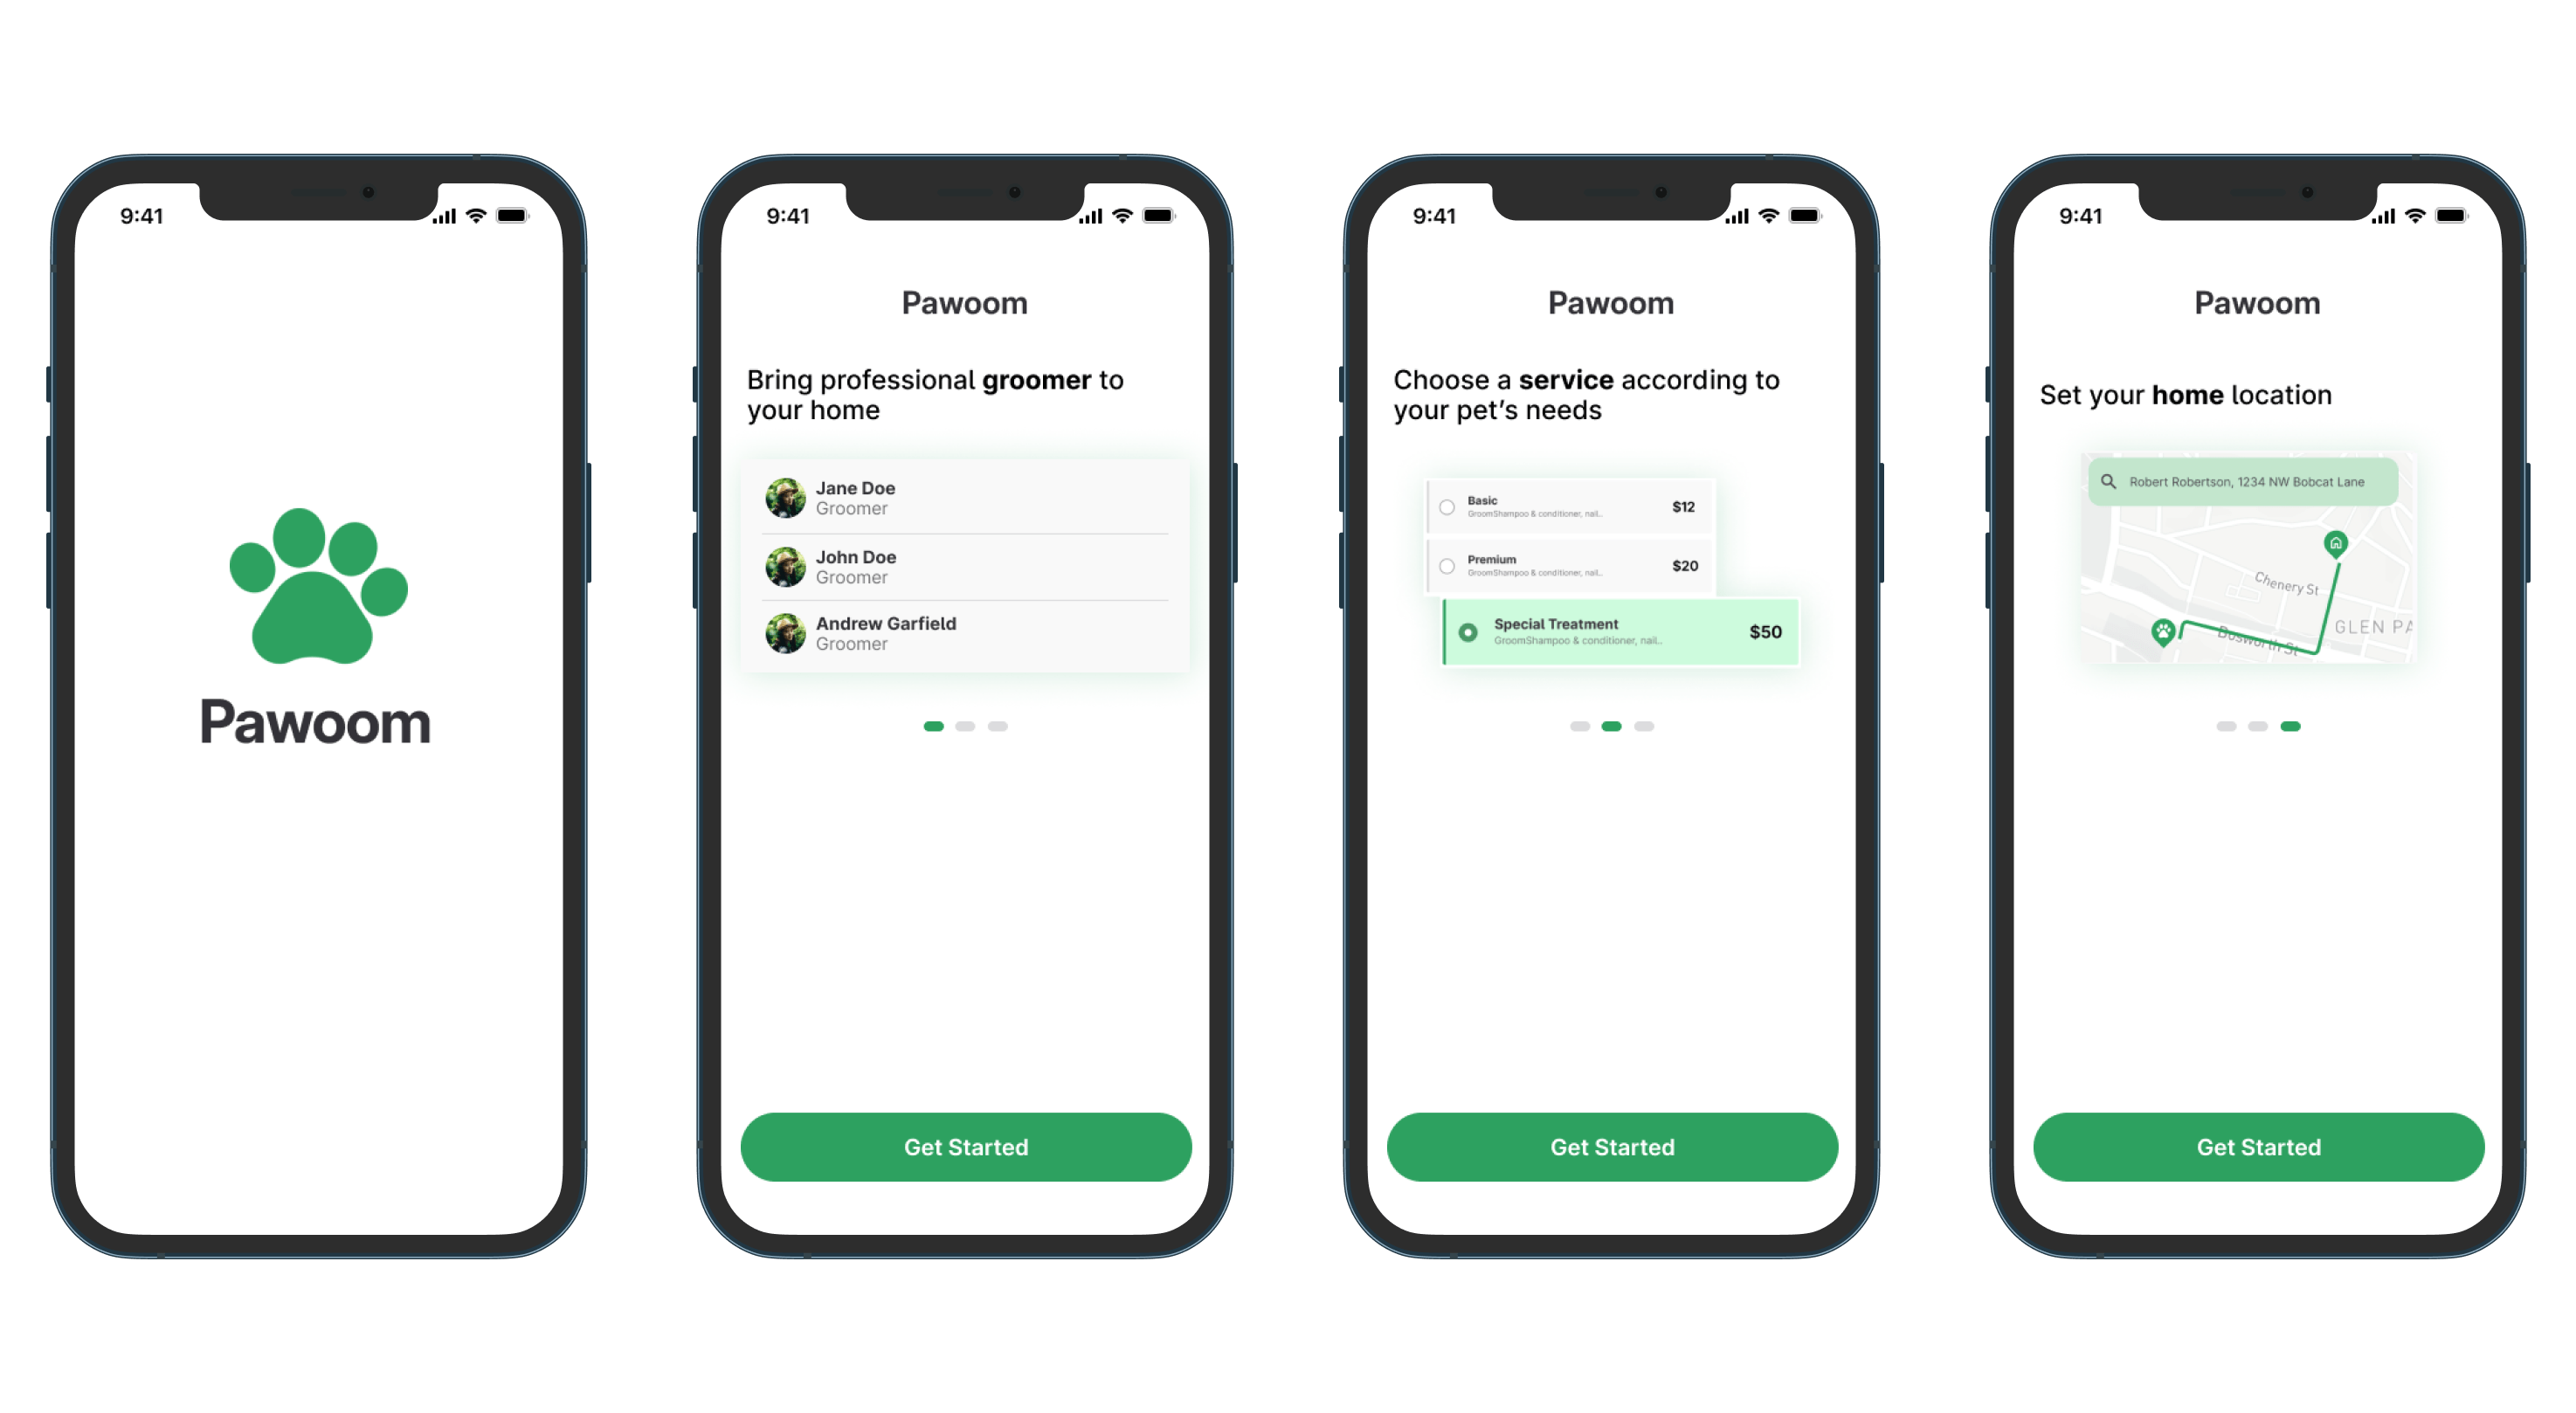 9:41
Pawoom
9:41
Pawoom
Bring professional groomer to
your home
Jane Doe
Groomer
John Doe
Groomer
Andrew Garfield
Groomer
Get Started
9:41
Pawoom
Choose a service according to
your pet's needs
Basic
GroomShampoo & conditioner, nail..
$12
Premium
GroomShampoo & conditioner, nail..
$20
Special Treatment
GroomShampoo & conditioner, nail..
$50
Get Started
9:41
Pawoom
Set your home location
Robert Robertson, 1234 NW Bobcat Lane
Chenery St
GLEN PA
Bosworth St
Get Started